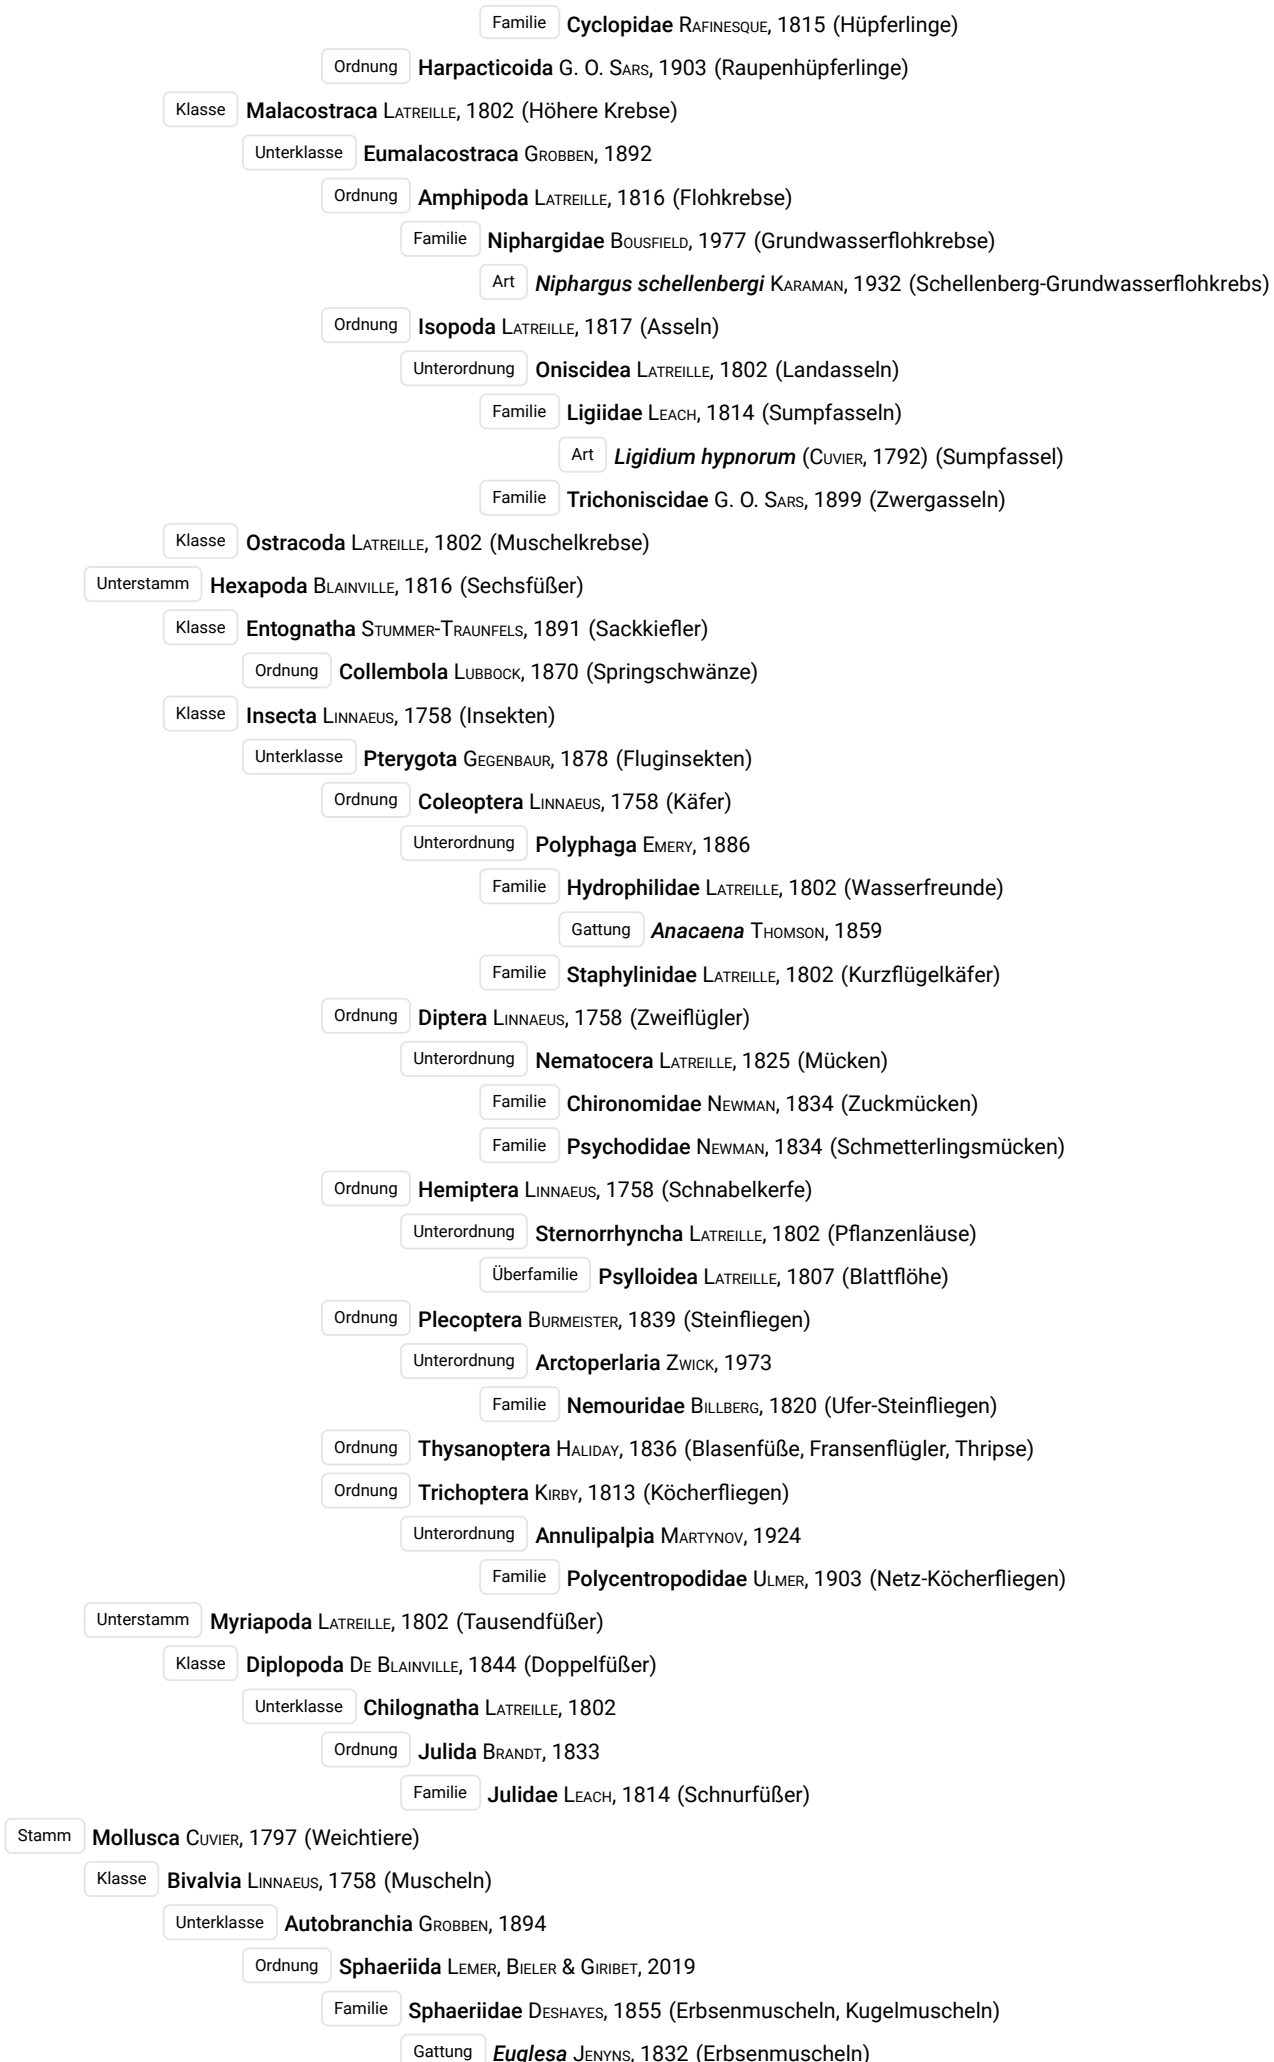 Familie Cyclopidae Rafinesque, 1815 (Hüpferlinge)
Ordnung Harpacticoida G. O. Sars, 1903 (Raupenhüpferlinge)
Klasse Malacostraca Latreille, 1802 (Höhere Krebse)
Unterklasse Eumalacostraca Grobben, 1892
Ordnung Amphipoda Latreille, 1816 (Flohkrebse)
Familie Niphargidae Bousfield, 1977 (Grundwasserflohkrebse)
Art Niphargus schellenbergi Karaman, 1932 (Schellenberg-Grundwasserflohkrebs)
Ordnung Isopoda Latreille, 1817 (Asseln)
Unterordnung Oniscidea Latreille, 1802 (Landasseln)
Familie Ligiidae Leach, 1814 (Sumpfasseln)
Art Ligidium hypnorum (Cuvier, 1792) (Sumpfassel)
Familie Trichoniscidae G. O. Sars, 1899 (Zwergasseln)
Klasse Ostracoda Latreille, 1802 (Muschelkrebse)
Unterstamm Hexapoda Blainville, 1816 (Sechsfüßer)
Klasse Entognatha Stummer-Traunfels, 1891 (Sackkiefler)
Ordnung Collembola Lubbock, 1870 (Springschwänze)
Klasse Insecta Linnaeus, 1758 (Insekten)
Unterklasse Pterygota Gegenbaur, 1878 (Fluginsekten)
Ordnung Coleoptera Linnaeus, 1758 (Käfer)
Unterordnung Polyphaga Emery, 1886
Familie Hydrophilidae Latreille, 1802 (Wasserfreunde)
Gattung Anacaena Thomson, 1859
Familie Staphylinidae Latreille, 1802 (Kurzflügelkäfer)
Ordnung Diptera Linnaeus, 1758 (Zweiflügler)
Unterordnung Nematocera Latreille, 1825 (Mücken)
Familie Chironomidae Newman, 1834 (Zuckmücken)
Familie Psychodidae Newman, 1834 (Schmetterlingsmücken)
Ordnung Hemiptera Linnaeus, 1758 (Schnabelkerfe)
Unterordnung Sternorrhyncha Latreille, 1802 (Pflanzenläuse)
Überfamilie Psylloidea Latreille, 1807 (Blattflöhe)
Ordnung Plecoptera Burmeister, 1839 (Steinfliegen)
Unterordnung Arctoperlaria Zwick, 1973
Familie Nemouridae Billberg, 1820 (Ufer-Steinfliegen)
Ordnung Thysanoptera Haliday, 1836 (Blasenfüße, Fransenflügler, Thripse)
Ordnung Trichoptera Kirby, 1813 (Köcherfliegen)
Unterordnung Annulipalpia Martynov, 1924
Familie Polycentropodidae Ulmer, 1903 (Netz-Köcherfliegen)
Unterstamm Myriapoda Latreille, 1802 (Tausendfüßer)
Klasse Diplopoda De Blainville, 1844 (Doppelfüßer)
Unterklasse Chilognatha Latreille, 1802
Ordnung Julida Brandt, 1833
Familie Julidae Leach, 1814 (Schnurfüßer)
Stamm Mollusca Cuvier, 1797 (Weichtiere)
Klasse Bivalvia Linnaeus, 1758 (Muscheln)
Unterklasse Autobranchia Grobben, 1894
Ordnung Sphaeriida Lemer, Bieler & Giribet, 2019
Familie Sphaeriidae Deshayes, 1855 (Erbsenmuscheln, Kugelmuscheln)
Gattung Euglesa Jenyns, 1832 (Erbsenmuscheln)